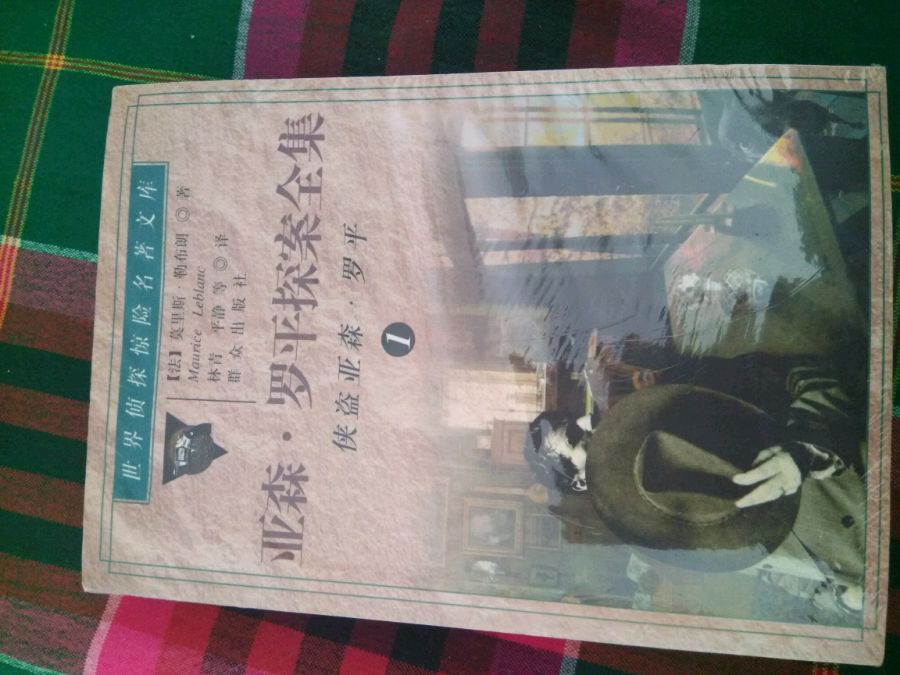 世界侦探惊险名著文库
【法】莫里斯·勒布朗 ◎ 著
Maurice Leblanc
林青 平静 等 ◎ 译
群众出版社
亚森·罗平探案全集
侠盗亚森·罗平
1